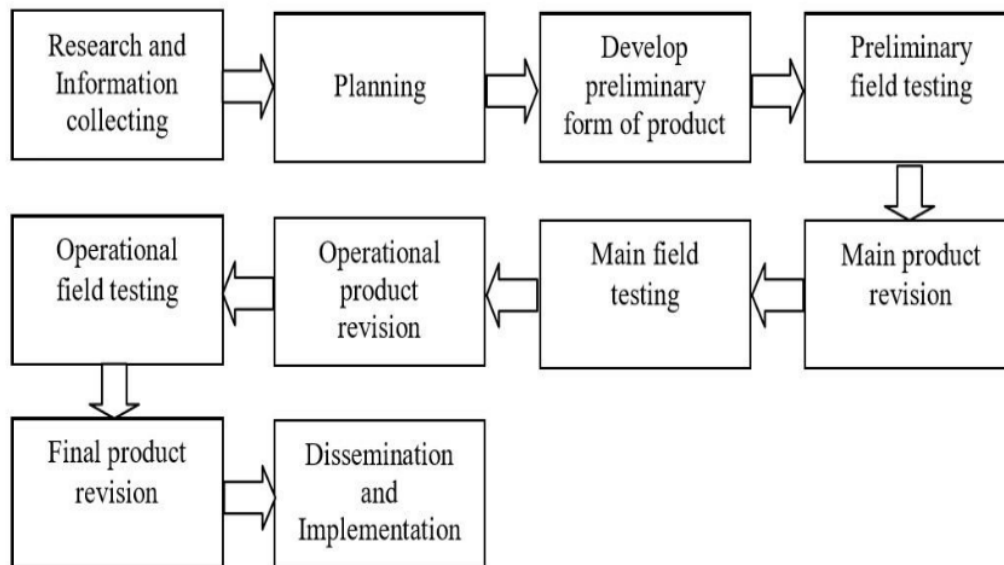 Research and
Information
collecting
Planning
Develop
preliminary
form of product
Preliminary
field testing
Main product
revision
Main field
testing
Operational
product
revision
Operational
field testing
Final product
revision
Dissemination
and
Implementation